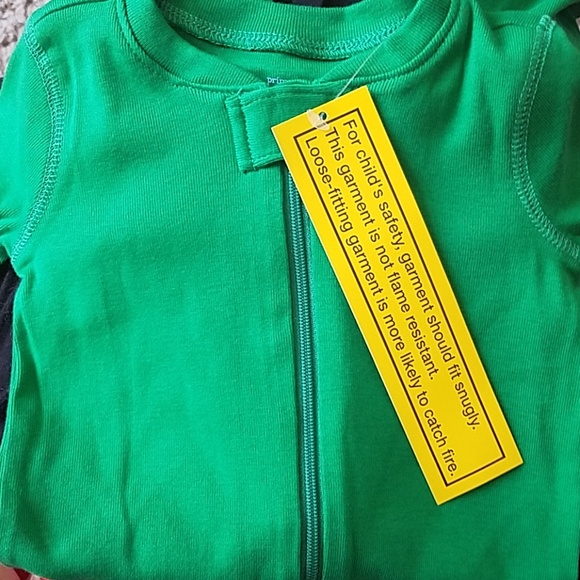 For child's safety, garment should fit snugly.
This garment is not flame resistant.
Loose-fitting garment is more likely to catch fire.